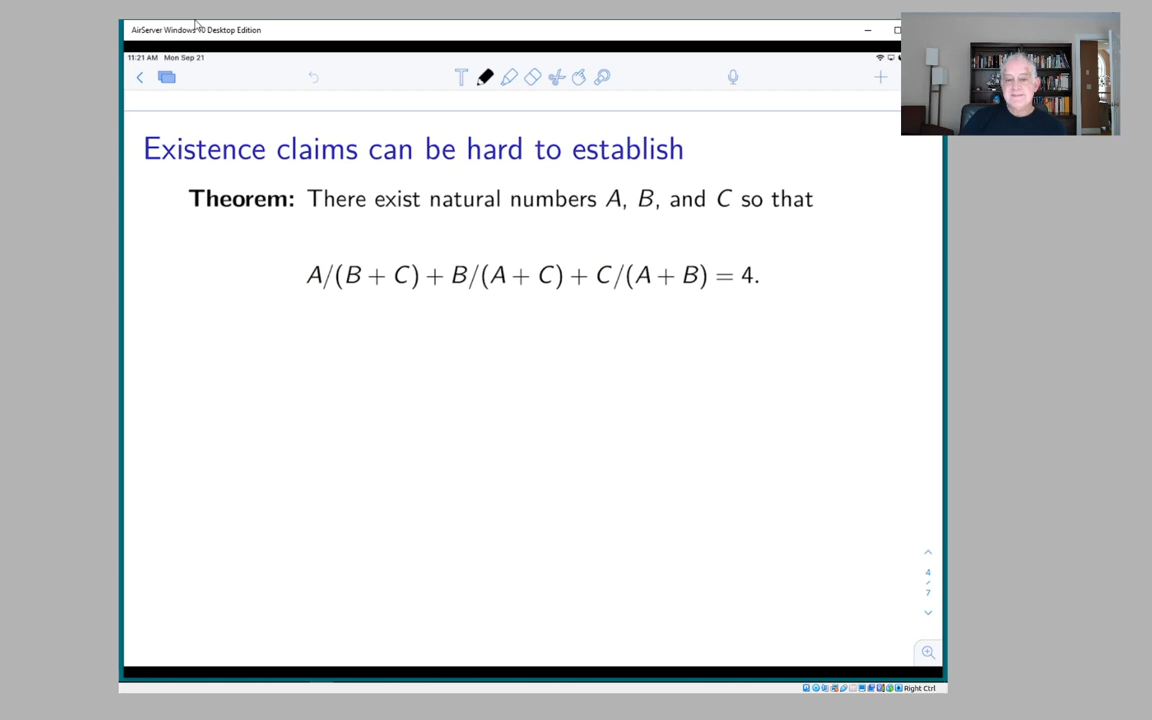 AirServer Windows 10 Desktop Edition
11:21 AM Mon Sep 21
Existence claims can be hard to establish
Theorem: There exist natural numbers A, B, and C so that
A/(B + C) + B/(A + C) + C/(A + B) = 4.
4
/
7
Right Ctrl